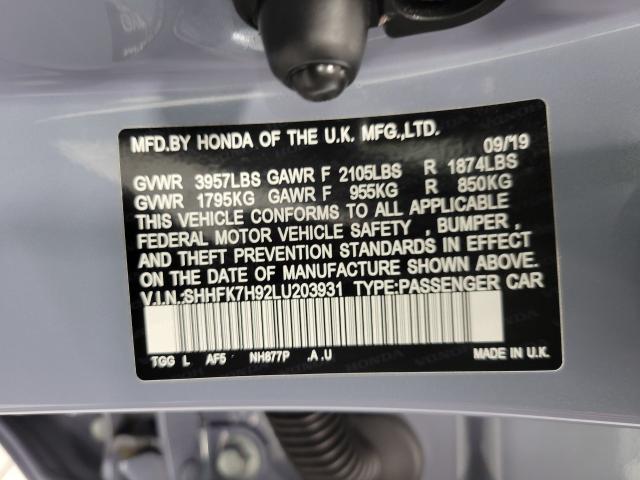 MFD.BY HONDA OF THE U.K. MFG.,LTD. 09/19
GVWR 3957LBS GAWR F 2105LBS R 1874LBS
GVWR 1795KG GAWR F 955KG R 850KG
THIS VEHICLE CONFORMS TO ALL APPLICABLE
FEDERAL MOTOR VEHICLE SAFETY , BUMPER ,
AND THEFT PREVENTION STANDARDS IN EFFECT
ON THE DATE OF MANUFACTURE SHOWN ABOVE.
V.I.N.:SHHFK7H92LU203931 TYPE:PASSENGER CAR
TGG L AF5 NH877P .A .U MADE IN U.K.